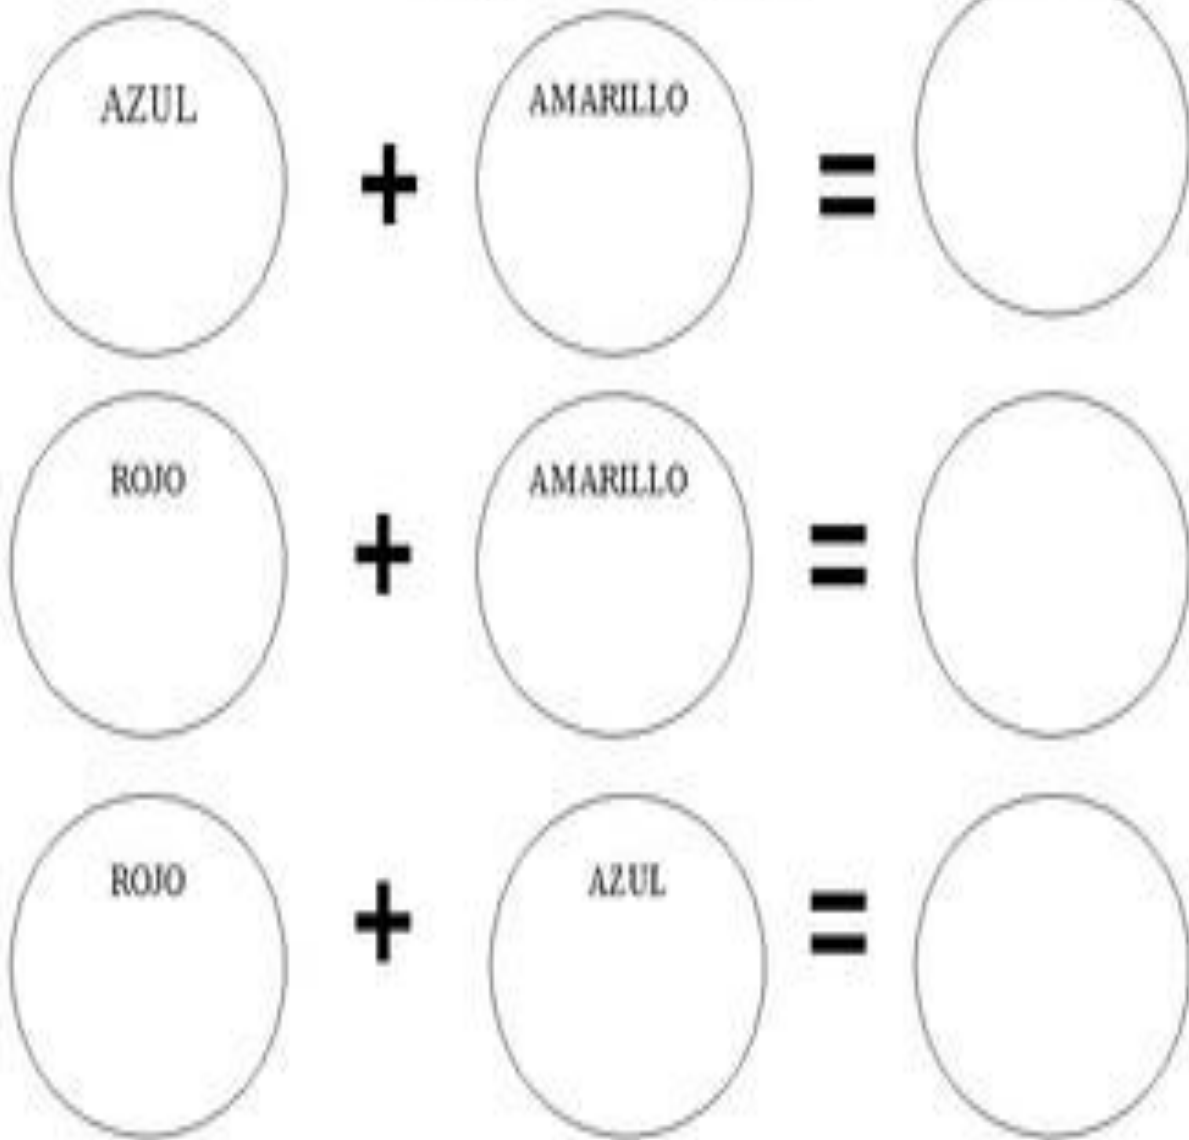 AZUL + AMARILLO =
ROJO + AMARILLO =
ROJO + AZUL =